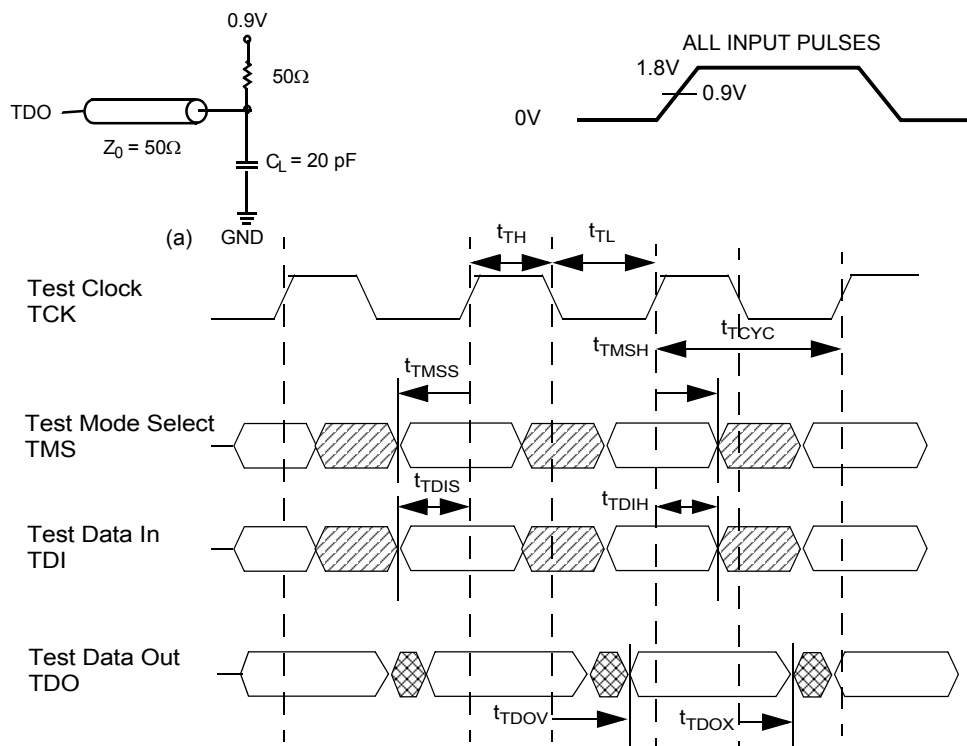 0.9V
50Ω
TDO
Z0 = 50Ω
CL = 20 pF
(a)
GND
ALL INPUT PULSES
1.8V
0.9V
0V
tTH
tTL
Test Clock
TCK
tTCYC
tTMSH
tTMSS
Test Mode Select
TMS
tTDIS
tTDIH
Test Data In
TDI
Test Data Out
TDO
tTDOV
tTDOX